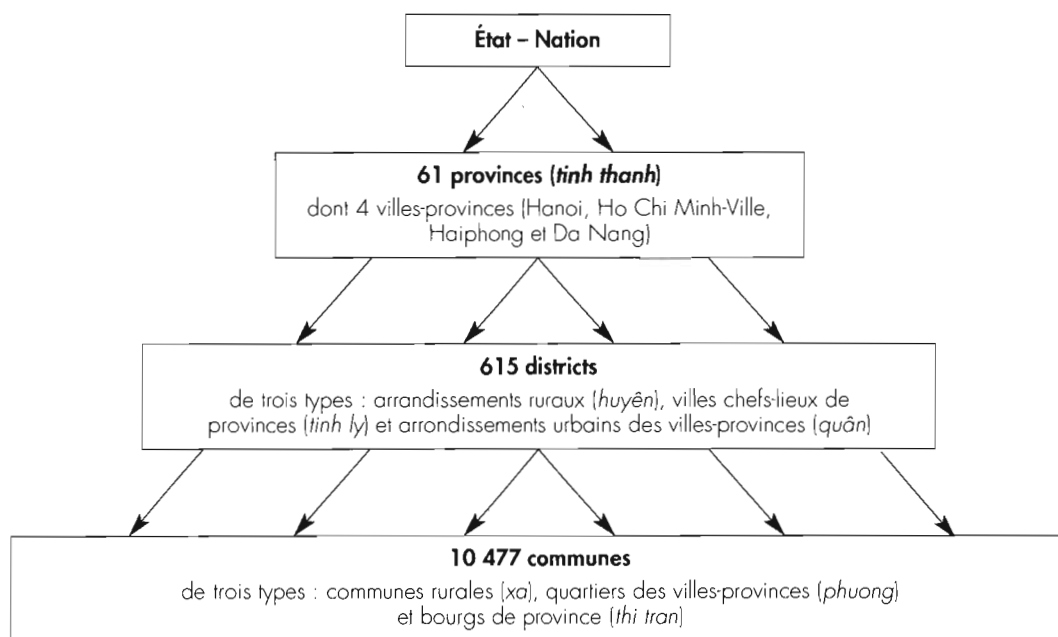 État – Nation
61 provinces (tinh thanh)
dont 4 villes-provinces (Hanoi, Ho Chi Minh-Ville,
Haiphong et Da Nang)
615 districts
de trois types : arrandissements ruraux (huyên), villes chefs-lieux de
provinces (tinh ly) et arrondissements urbains des villes-provinces (quân)
10 477 communes
de trois types : communes rurales (xa), quartiers des villes-provinces (phuong)
et bourgs de province (thi tran)